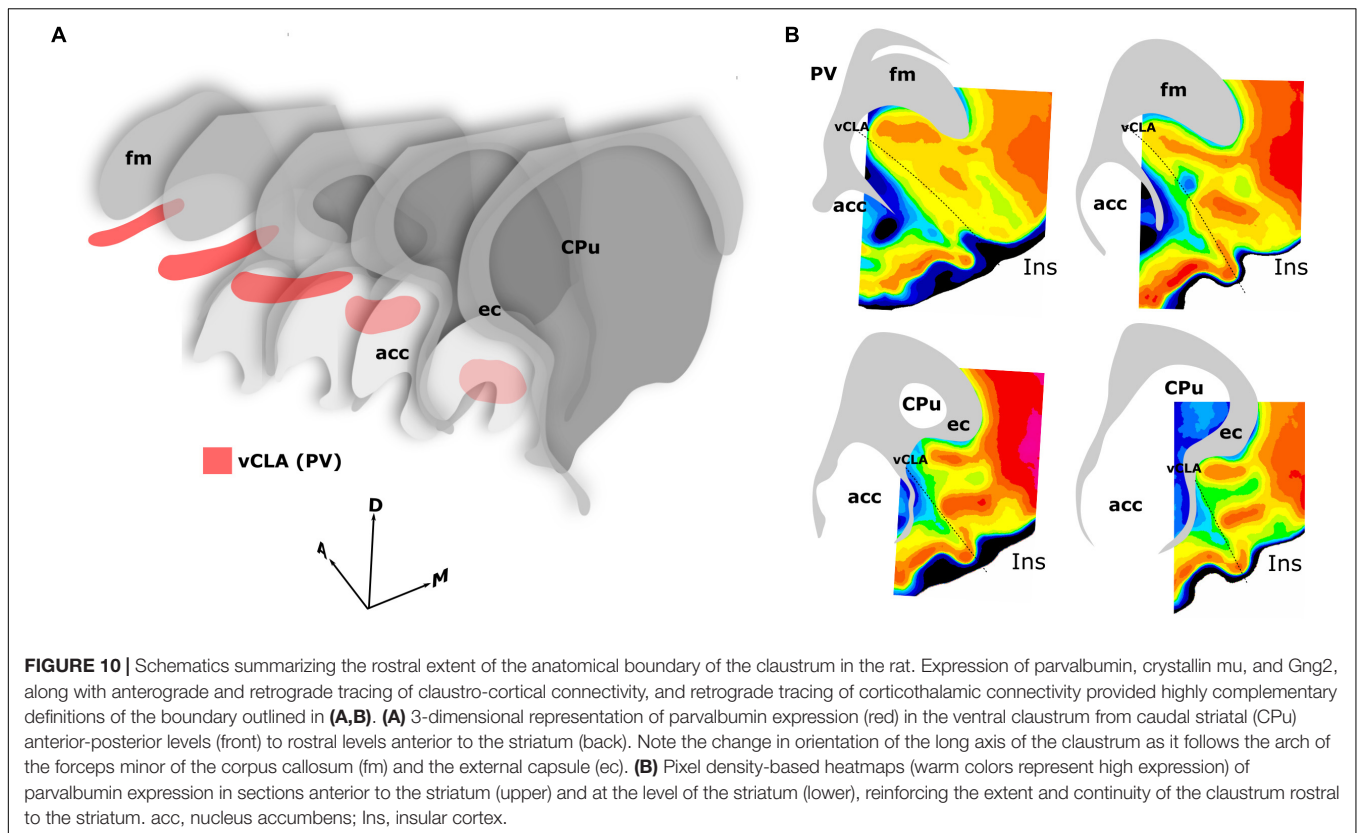 A
fm
CPu
ec
acc
vCLA (PV)
D
A
M
B
PV
fm
vCLA
acc
Ins
fm
vCLA
acc
Ins
CPu
ec
vCLA
acc
Ins
CPu
ec
vCLA
acc
Ins
FIGURE 10 | Schematics summarizing the rostral extent of the anatomical boundary of the claustrum in the rat. Expression of parvalbumin, crystallin mu, and Gng2,
along with anterograde and retrograde tracing of claustro-cortical connectivity, and retrograde tracing of corticothalamic connectivity provided highly complementary
definitions of the boundary outlined in (A,B). (A) 3-dimensional representation of parvalbumin expression (red) in the ventral claustrum from caudal striatal (CPu)
anterior-posterior levels (front) to rostral levels anterior to the striatum (back). Note the change in orientation of the long axis of the claustrum as it follows the arch of
the forceps minor of the corpus callosum (fm) and the external capsule (ec). (B) Pixel density-based heatmaps (warm colors represent high expression) of
parvalbumin expression in sections anterior to the striatum (upper) and at the level of the striatum (lower), reinforcing the extent and continuity of the claustrum rostral
to the striatum. acc, nucleus accumbens; Ins, insular cortex.